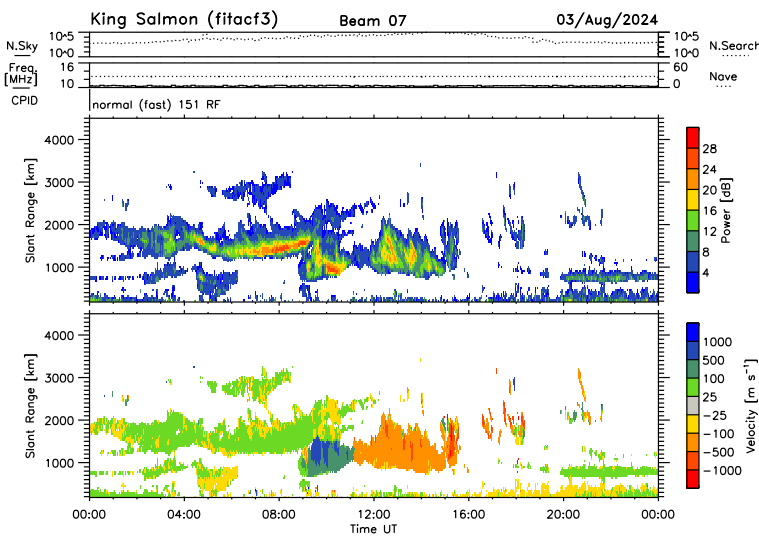 King Salmon (fitacf3) Beam 07 03/Aug/2024
N.Sky 10^5 10^0 10^5 10^0 N.Search
Freq. [MHz] 16 10 60 0 Nave
CPID normal (fast) 151 RF
Slant Range [km] 4000 3000 2000 1000
Power [dB] 28 24 20 16 12 8 4
Slant Range [km] 4000 3000 2000 1000
Velocity [m s⁻¹] 1000 500 100 25 −25 −100 −500 −1000
00:00 04:00 08:00 12:00 16:00 20:00 00:00
Time UT